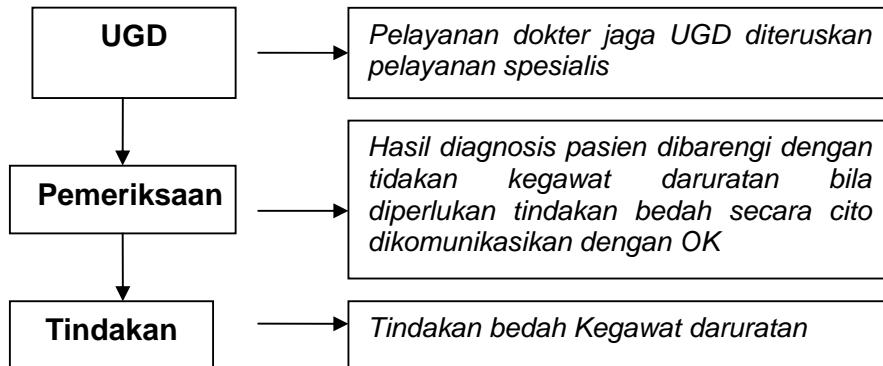 UGD
Pelayanan dokter jaga UGD diteruskan
pelayanan spesialis
Pemeriksaan
Hasil diagnosis pasien dibarengi dengan
tidakan kegawat daruratan bila
diperlukan tindakan bedah secara cito
dikomunikasikan dengan OK
Tindakan
Tindakan bedah Kegawat daruratan